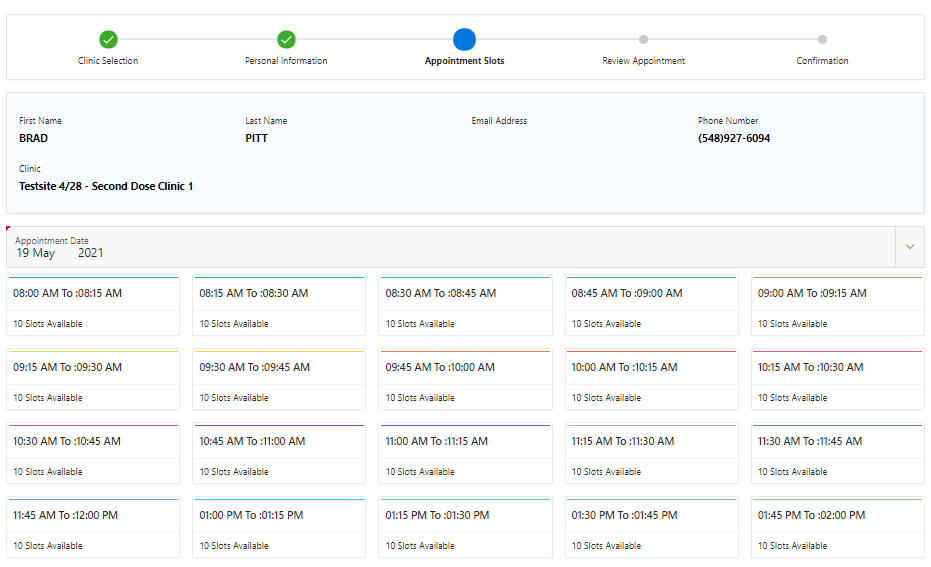 Clinic Selection Personal Information Appointment Slots Review Appointment Confirmation
First Name Last Name Email Address Phone Number
BRAD PITT (548)927-6094
Clinic
Testsite 4/28 - Second Dose Clinic 1
Appointment Date
19 May 2021
08:00 AM To :08:15 AM 08:15 AM To :08:30 AM 08:30 AM To :08:45 AM 08:45 AM To :09:00 AM 09:00 AM To :09:15 AM
10 Slots Available 10 Slots Available 10 Slots Available 10 Slots Available 10 Slots Available
09:15 AM To :09:30 AM 09:30 AM To :09:45 AM 09:45 AM To :10:00 AM 10:00 AM To :10:15 AM 10:15 AM To :10:30 AM
10 Slots Available 10 Slots Available 10 Slots Available 10 Slots Available 10 Slots Available
10:30 AM To :10:45 AM 10:45 AM To :11:00 AM 11:00 AM To :11:15 AM 11:15 AM To :11:30 AM 11:30 AM To :11:45 AM
10 Slots Available 10 Slots Available 10 Slots Available 10 Slots Available 10 Slots Available
11:45 AM To :12:00 PM 01:00 PM To :01:15 PM 01:15 PM To :01:30 PM 01:30 PM To :01:45 PM 01:45 PM To :02:00 PM
10 Slots Available 10 Slots Available 10 Slots Available 10 Slots Available 10 Slots Available